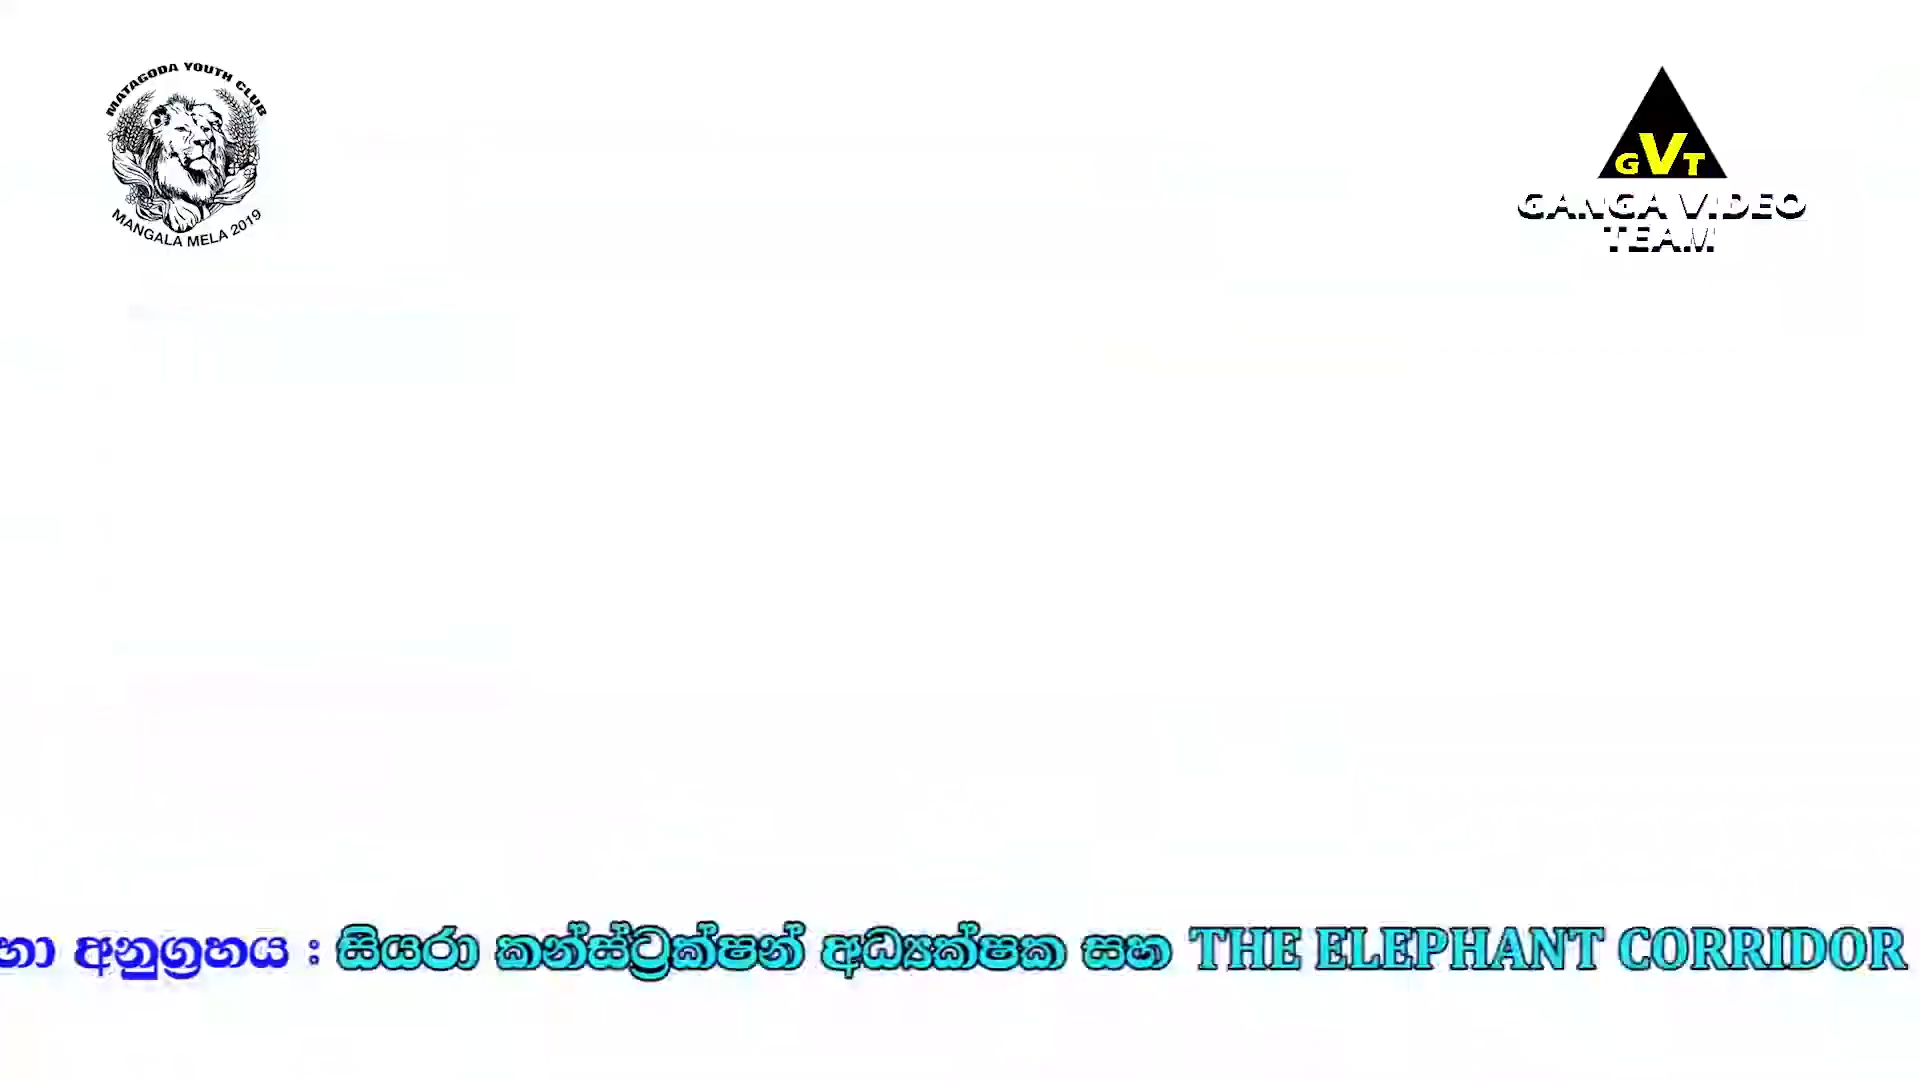 MATAGODA YOUTH CLUB
MANGALA MELA 2019
GVT
GANGA VIDEO
TEAM
හා අනුග්‍රහය : සියරා කන්ස්ට්‍රක්ෂන් අධ්‍යක්ෂක සහ THE ELEPHANT CORRIDOR